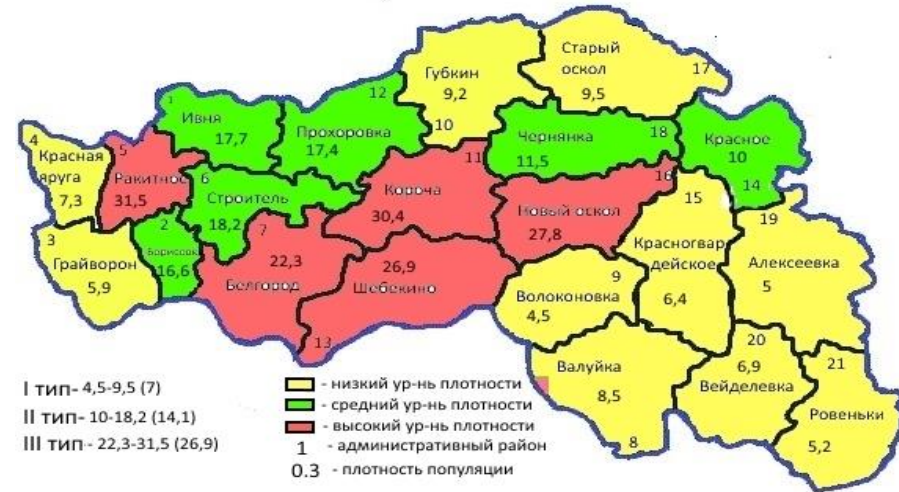 Старый
оскол
9,5
17
Губкин
9,2
10
12
Прохоровка
17,4
1
Ивня
17,7
4
Красная
яруга
7,3
5
Ракитное
31,5
6
Строитель
18,2
11
Короча
30,4
18
Чернянка
11,5
Красное
10
14
16
Новый оскол
27,8
15
Красногвар
дейское
6,4
19
Алексеевка
5
3
Грайворон
5,9
2
16,6
7
22,3
Белгород
26,9
Шебекино
13
9
Волоконовка
4,5
Валуйка
8,5
8
20
6,9
Вейделевка
21
Ровеньки
5,2
I тип- 4,5-9,5 (7)
II тип- 10-18,2 (14,1)
III тип - 22,3-31,5 (26,9)
- низкий ур-нь плотности
- средний ур-нь плотности
- высокий ур-нь плотности
1 - административный район
0.3 - плотность популяции